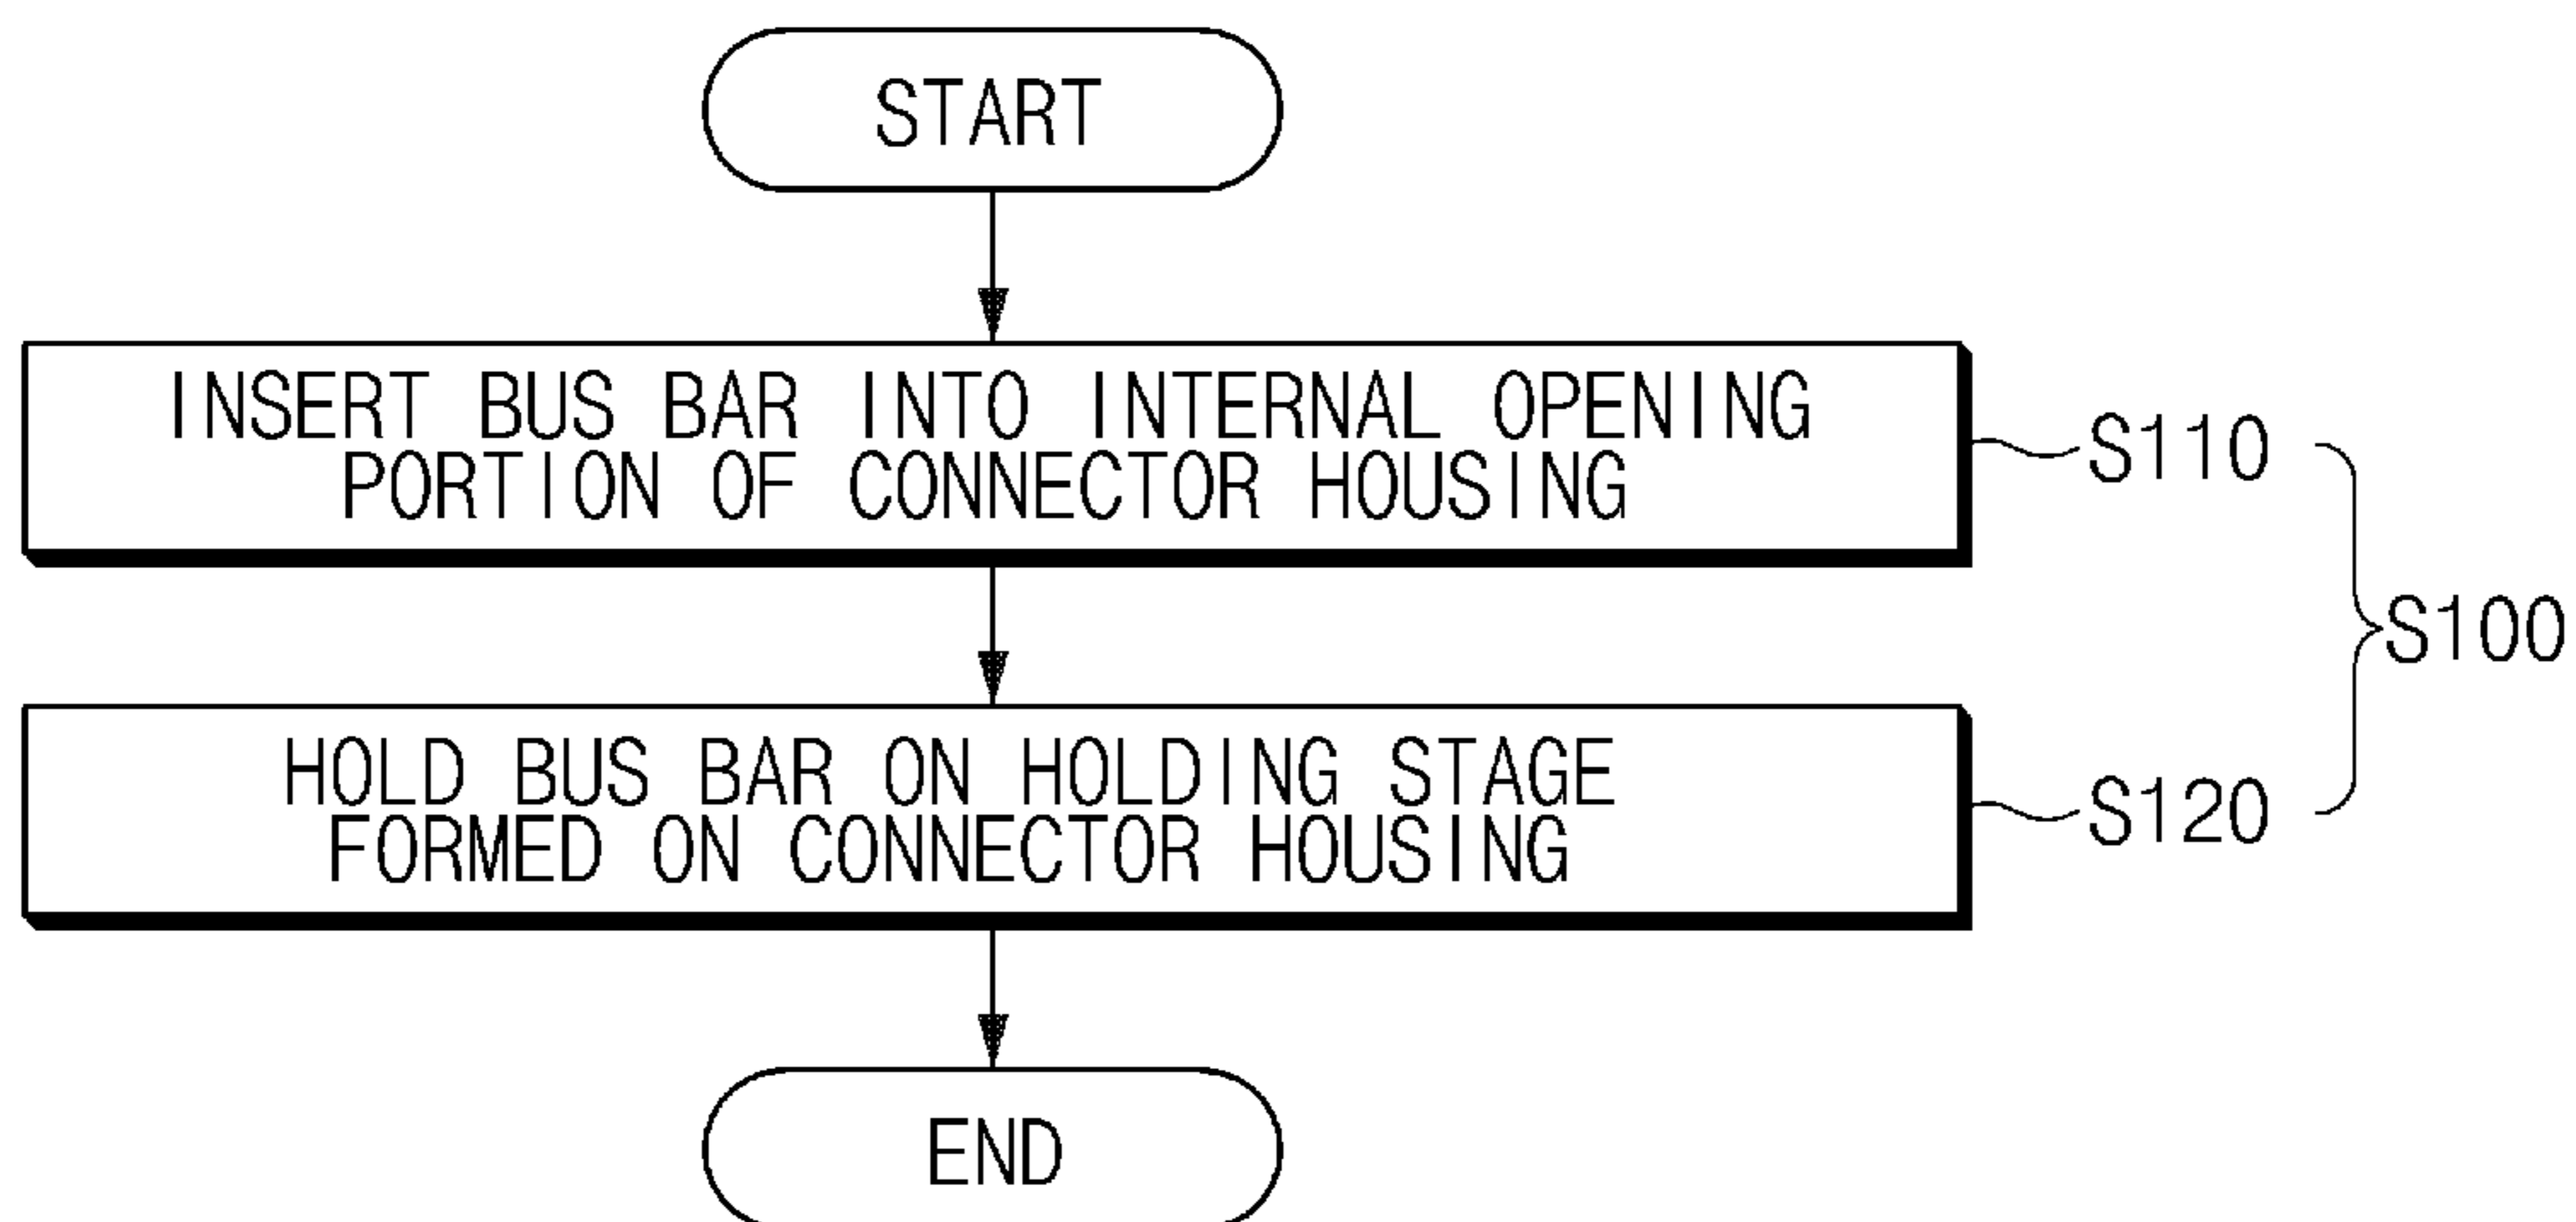 START
INSERT BUS BAR INTO INTERNAL OPENING
PORTION OF CONNECTOR HOUSING
S110
S100
HOLD BUS BAR ON HOLDING STAGE
FORMED ON CONNECTOR HOUSING
S120
END